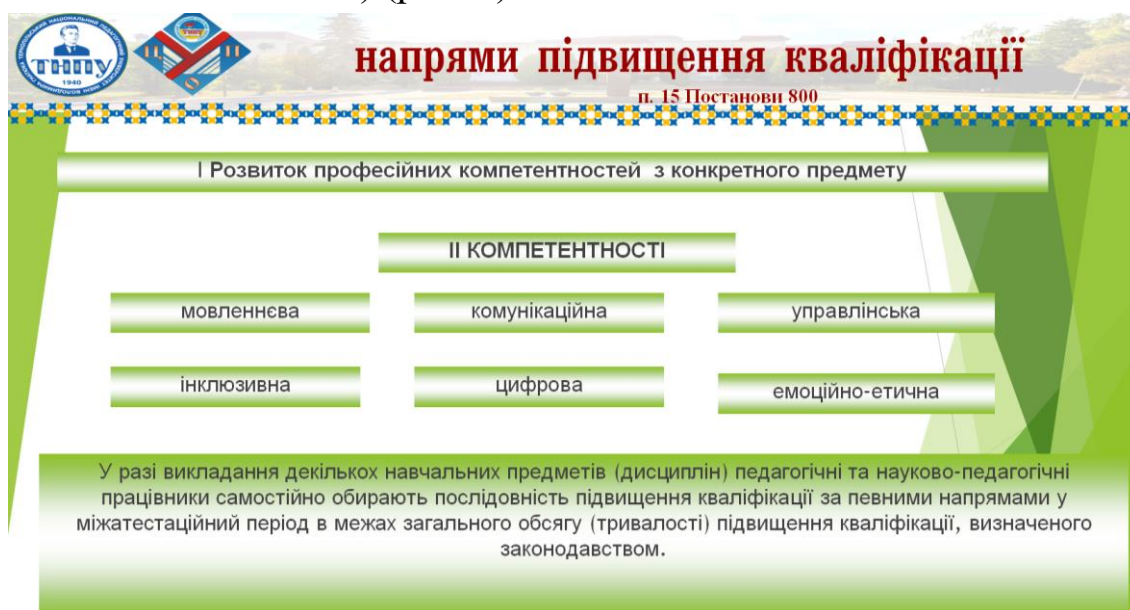 напрями підвищення кваліфікації
п. 15 Постанови 800
ТНПУ
1940
І Розвиток професійних компетентностей з конкретного предмету
ІІ КОМПЕТЕНТНОСТІ
мовленнєва
комунікаційна
управлінська
інклюзивна
цифрова
емоційно-етична
У разі викладання декількох навчальних предметів (дисциплін) педагогічні та науково-педагогічні
працівники самостійно обирають послідовність підвищення кваліфікації за певними напрямами у
міжатестаційний період в межах загального обсягу (тривалості) підвищення кваліфікації, визначеного
законодавством.